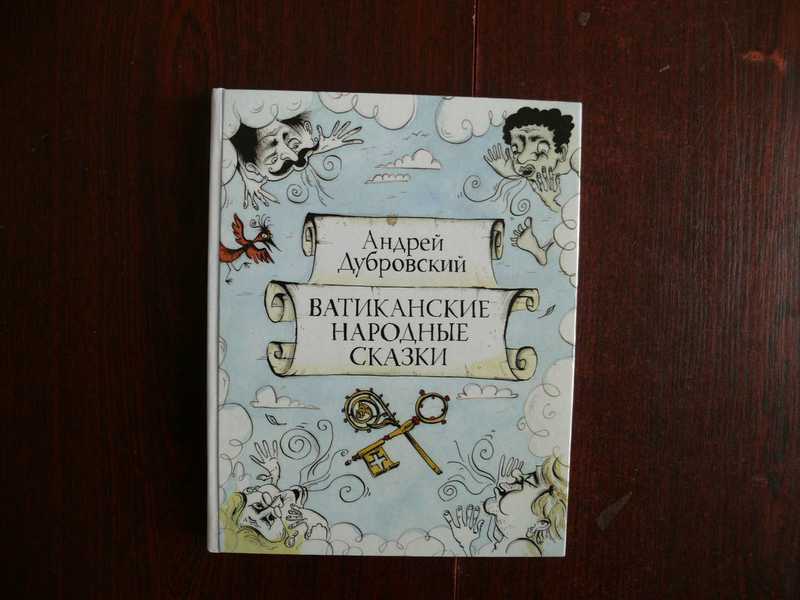 Андрей
Дубровский
ВАТИКАНСКИЕ
НАРОДНЫЕ
СКАЗКИ